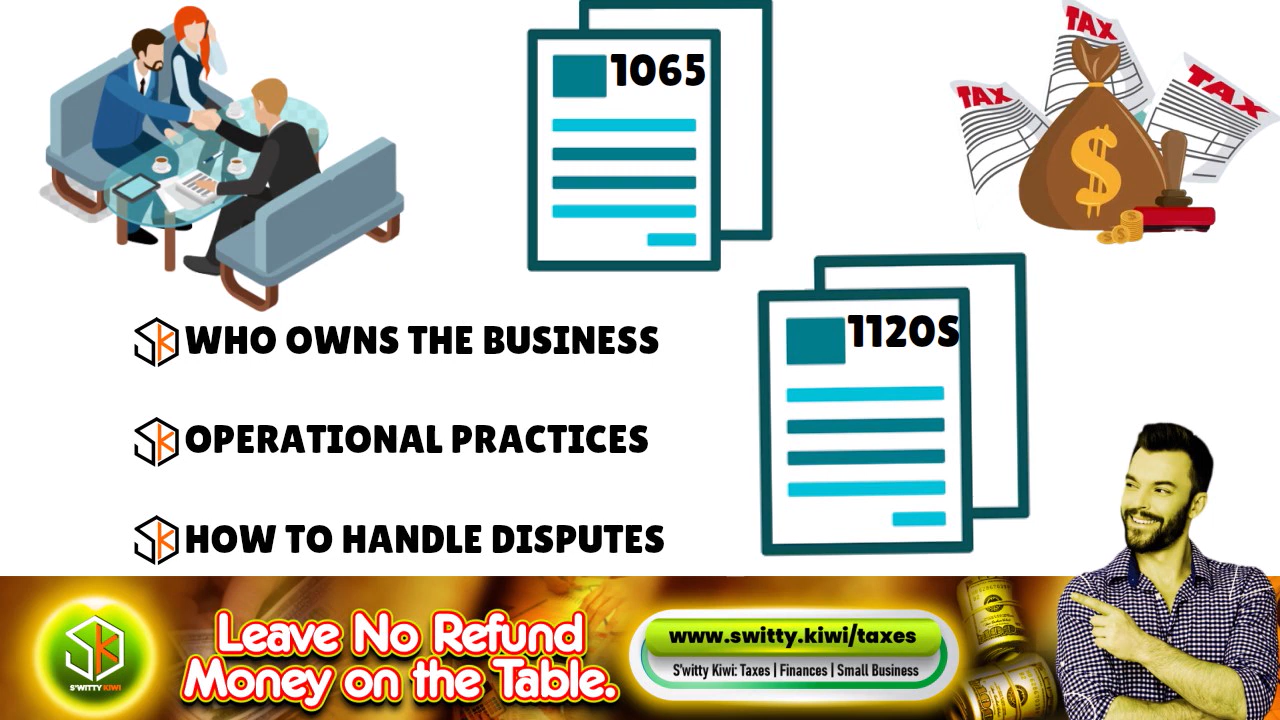 1065
TAX
TAX
TAX
1120S
WHO OWNS THE BUSINESS
OPERATIONAL PRACTICES
HOW TO HANDLE DISPUTES
S'WITTY KIWI
Leave No Refund
Money on the Table.
www.switty.kiwi/taxes
S'witty Kiwi: Taxes | Finances | Small Business